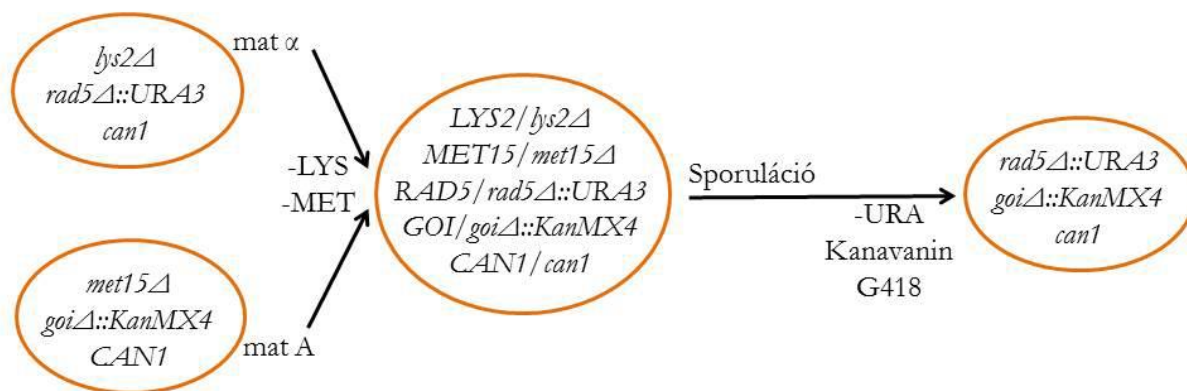 lys2Δ
rad5Δ::URA3
can1
mat α
met15Δ
goiΔ::KanMX4
CAN1
mat A
-LYS
-MET
LYS2/lys2Δ
MET15/met15Δ
RAD5/rad5Δ::URA3
GOI/goiΔ::KanMX4
CAN1/can1
Sporuláció
-URA
Kanavanin
G418
rad5Δ::URA3
goiΔ::KanMX4
can1